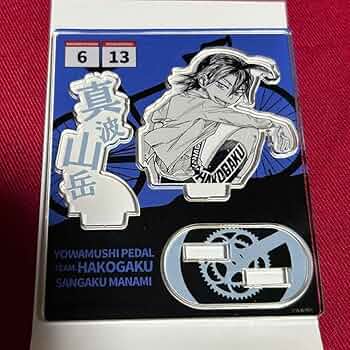 6 13
真波山岳
HAKOGAKU
YOWAMUSHI PEDAL
TEAM HAKOGAKU
SANGAKU MANAMI